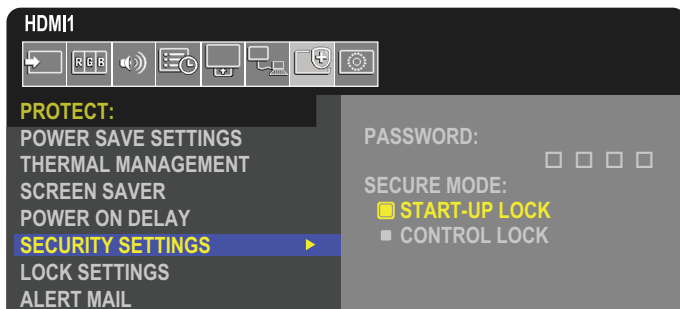 HDMI1
R G B
PROTECT:
POWER SAVE SETTINGS
THERMAL MANAGEMENT
SCREEN SAVER
POWER ON DELAY
SECURITY SETTINGS
LOCK SETTINGS
ALERT MAIL
PASSWORD:
SECURE MODE:
START-UP LOCK
CONTROL LOCK